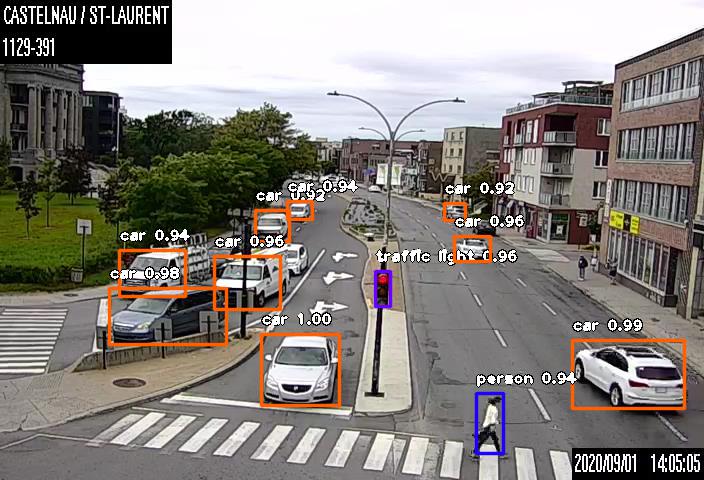 CASTELNAU / ST-LAURENT
1129-391
car 0.94
car 0.92
car 0.92
car 0.96
car 0.94
car 0.96
traffic light 0.96
car 0.98
car 1.00
car 0.99
person 0.94
2020/09/01 14:05:05